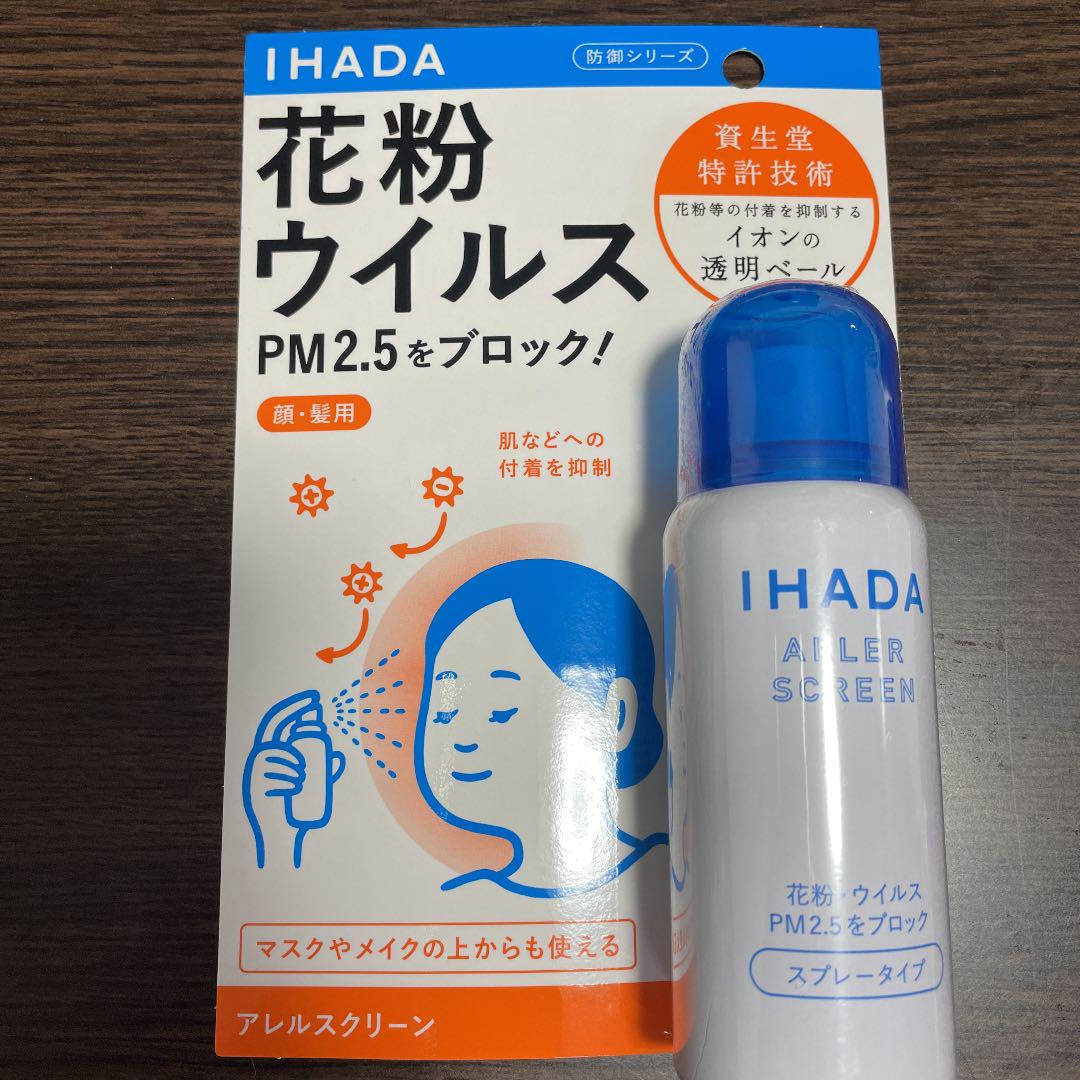 IHADA
防御シリーズ
花粉
ウイルス
PM2.5をブロック!
資生堂
特許技術
花粉等の付着を抑制する
イオンの
透明ベール
顔・髪用
肌などへの
付着を抑制
マスクやメイクの上からも使える
アレルスクリーン
IHADA
ALLER
SCREEN
花粉・ウイルス
PM2.5をブロック
スプレータイプ